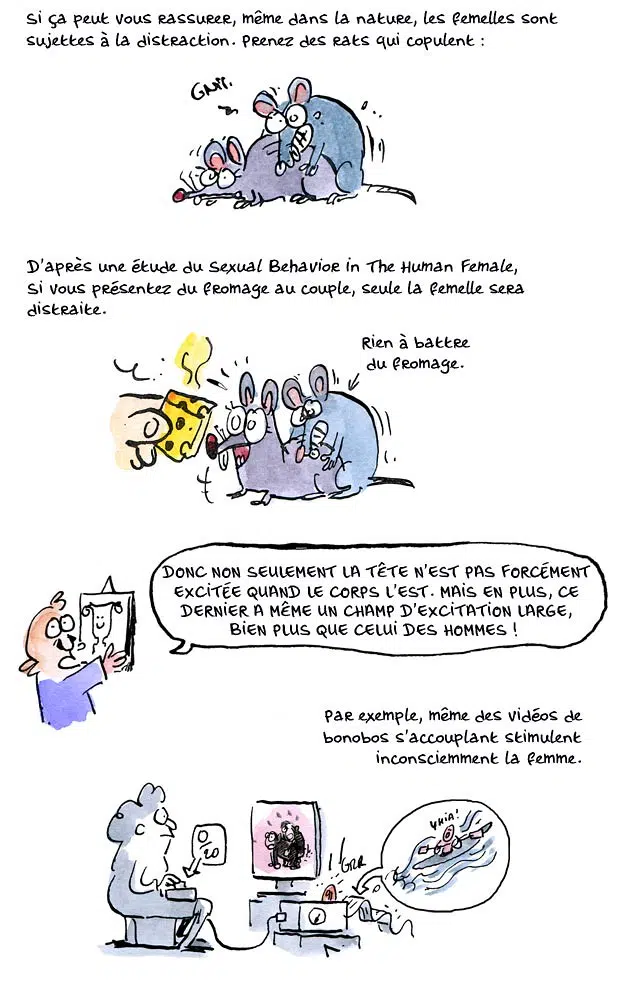 Si ça peut vous rassurer, même dans la nature, les femelles sont
sujettes à la distraction. Prenez des rats qui copulent :
GNiii.
D'après une étude du Sexual Behavior in The Human Female,
si vous présentez du fromage au couple, seule la femelle sera
distraite.
Rien à battre
du fromage.
DONC NON SEULEMENT LA TÊTE N'EST PAS FORCÉMENT
EXCITÉE QUAND LE CORPS L'EST. MAIS EN PLUS, CE
DERNIER A MÊME UN CHAMP D'EXCITATION LARGE,
BIEN PLUS QUE CELUI DES HOMMES !
Par exemple, même des vidéos de
bonobos s'accouplant stimulent
inconsciemment la femme.
0/20
YHIA!